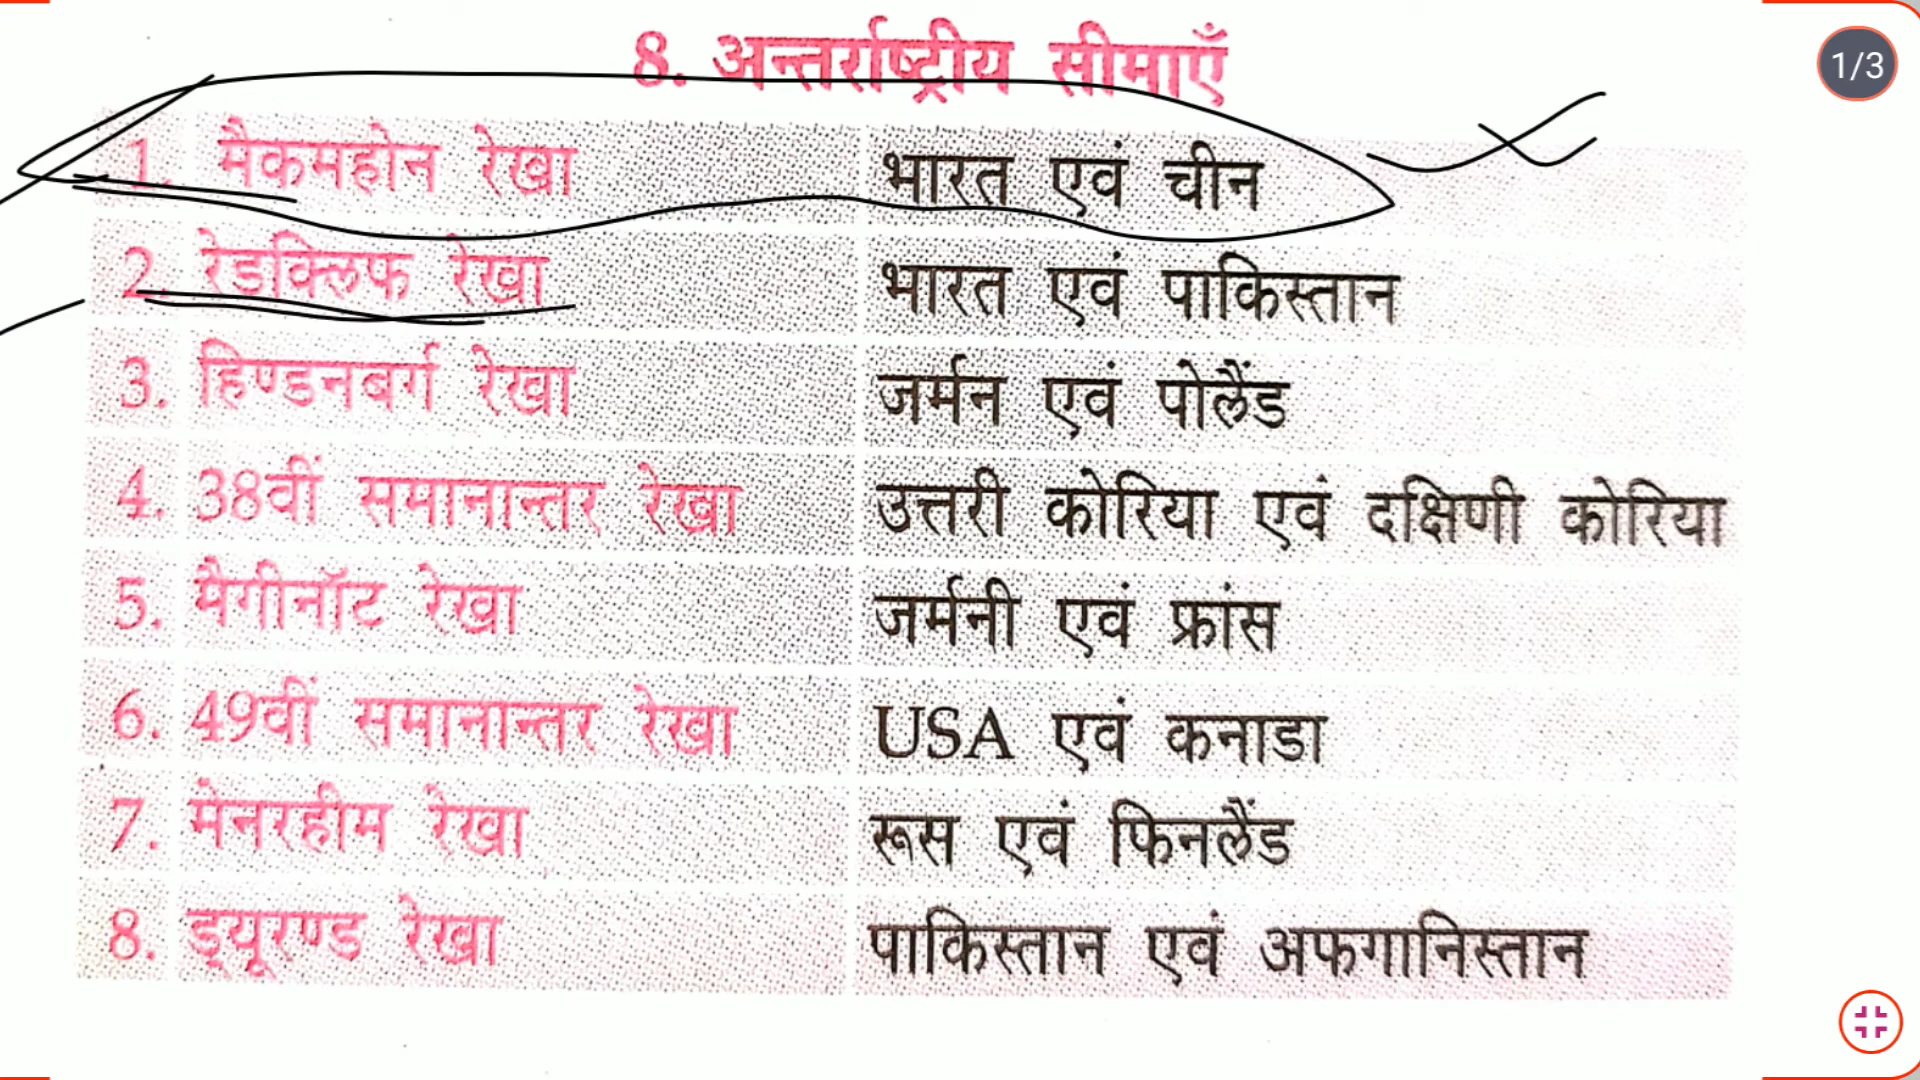 8. अन्तर्राष्ट्रीय सीमाएँ
1/3
1. मैकमहोन रेखा भारत एवं चीन
2. रेडक्लिफ रेखा भारत एवं पाकिस्तान
3. हिण्डनबर्ग रेखा जर्मन एवं पोलैंड
4. 38वीं समानान्तर रेखा उत्तरी कोरिया एवं दक्षिणी कोरिया
5. मैगीनॉट रेखा जर्मनी एवं फ्रांस
6. 49वीं समानान्तर रेखा USA एवं कनाडा
7. मेनरहीम रेखा रूस एवं फिनलैंड
8. ड्यूरण्ड रेखा पाकिस्तान एवं अफगानिस्तान